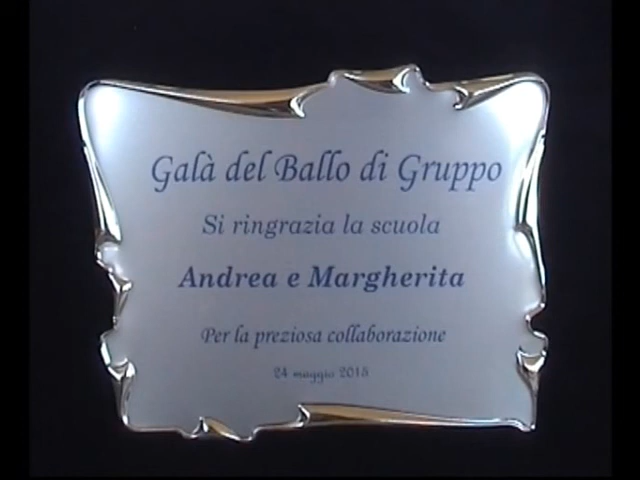 Galà del Ballo di Gruppo
Si ringrazia la scuola
Andrea e Margherita
Per la preziosa collaborazione
24 maggio 2015